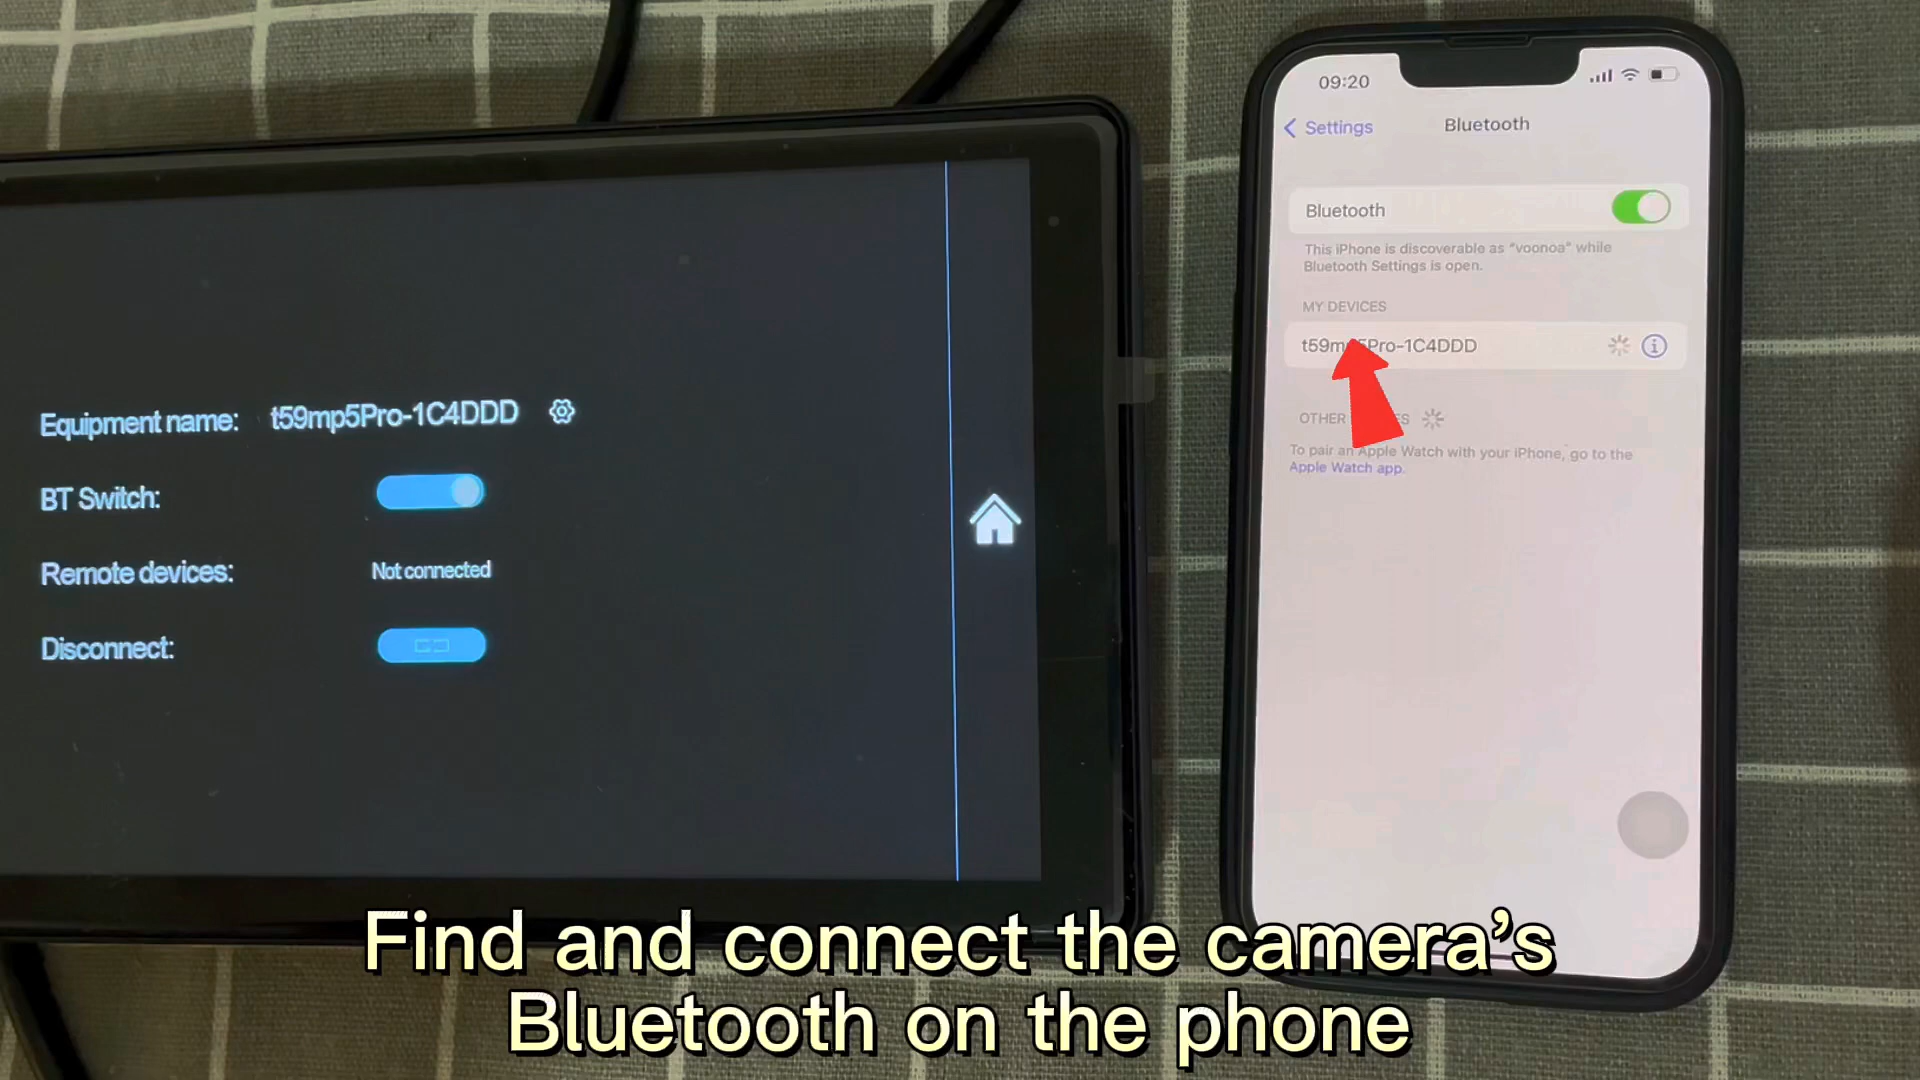 Equipment name: t59mp5Pro-1C4DDD
BT Switch:
Remote devices: Not connected
Disconnect:
09:20
Settings Bluetooth
Bluetooth
This iPhone is discoverable as “voonoa” while
Bluetooth Settings is open.
MY DEVICES
t59mp5Pro-1C4DDD
OTHER
To pair an Apple Watch with your iPhone, go to the
Apple Watch app.
Find and connect the camera’s
Bluetooth on the phone